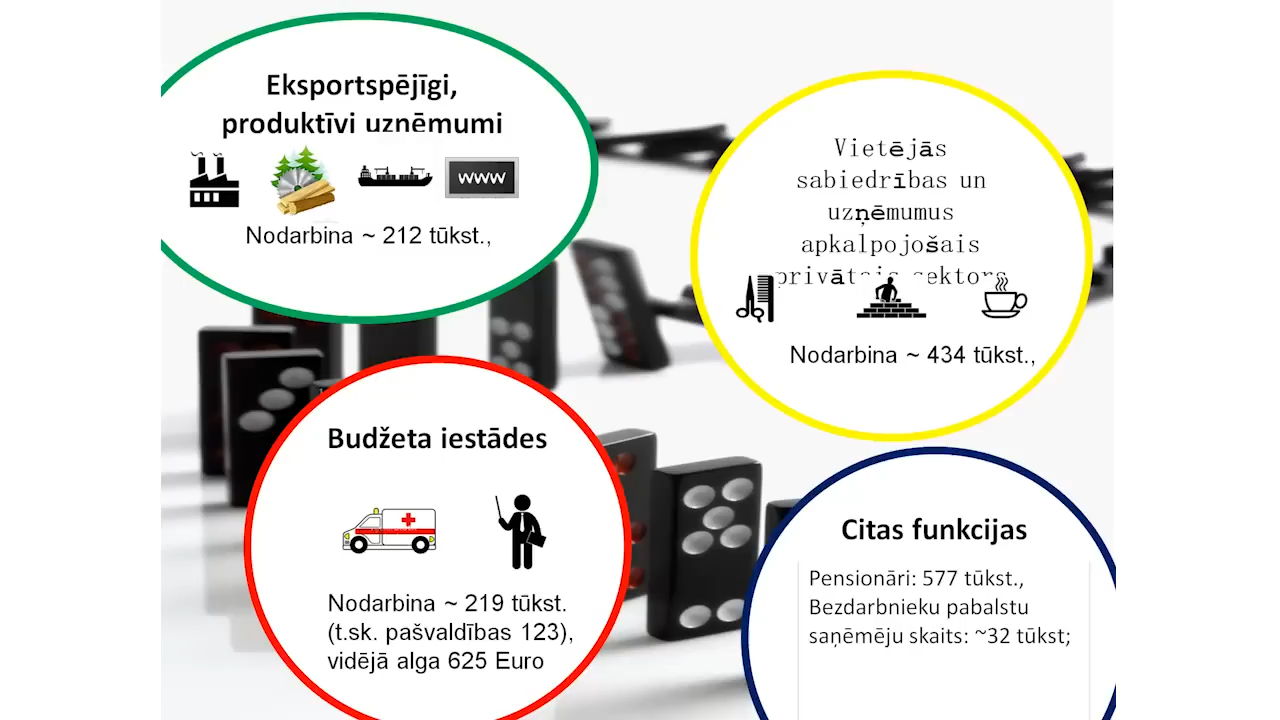 Eksportspējīgi,
produktīvi uzņēmumi
www
Nodarbina ~ 212 tūkst.,
Vietējās
sabiedrības un
uzņēmumus
apkalpojošais
privātais sektors
Nodarbina ~ 434 tūkst.,
Budžeta iestādes
Nodarbina ~ 219 tūkst.
(t.sk. pašvaldības 123),
vidējā alga 625 Euro
Citas funkcijas
Pensionāri: 577 tūkst.,
Bezdarbnieku pabalstu
saņēmēju skaits: ~32 tūkst;